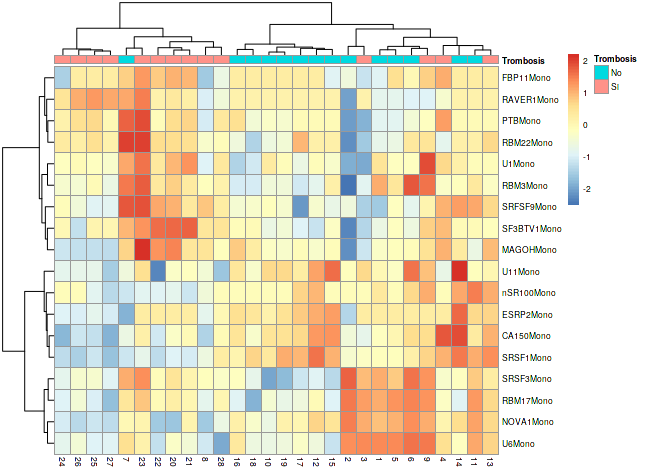 Trombosis
FBP11Mono
RAVER1Mono
PTBMono
RBM22Mono
U1Mono
RBM3Mono
SRFSF9Mono
SF3BTV1Mono
MAGOHMono
U11Mono
nSR100Mono
ESRP2Mono
CA150Mono
SRSF1Mono
SRSF3Mono
RBM17Mono
NOVA1Mono
U6Mono
24 26 25 27 7 23 22 20 21 8 28 16 18 10 19 17 12 15 2 3 1 5 6 9 4 14 11 13
2
1
0
-1
-2
Trombosis
No
SI